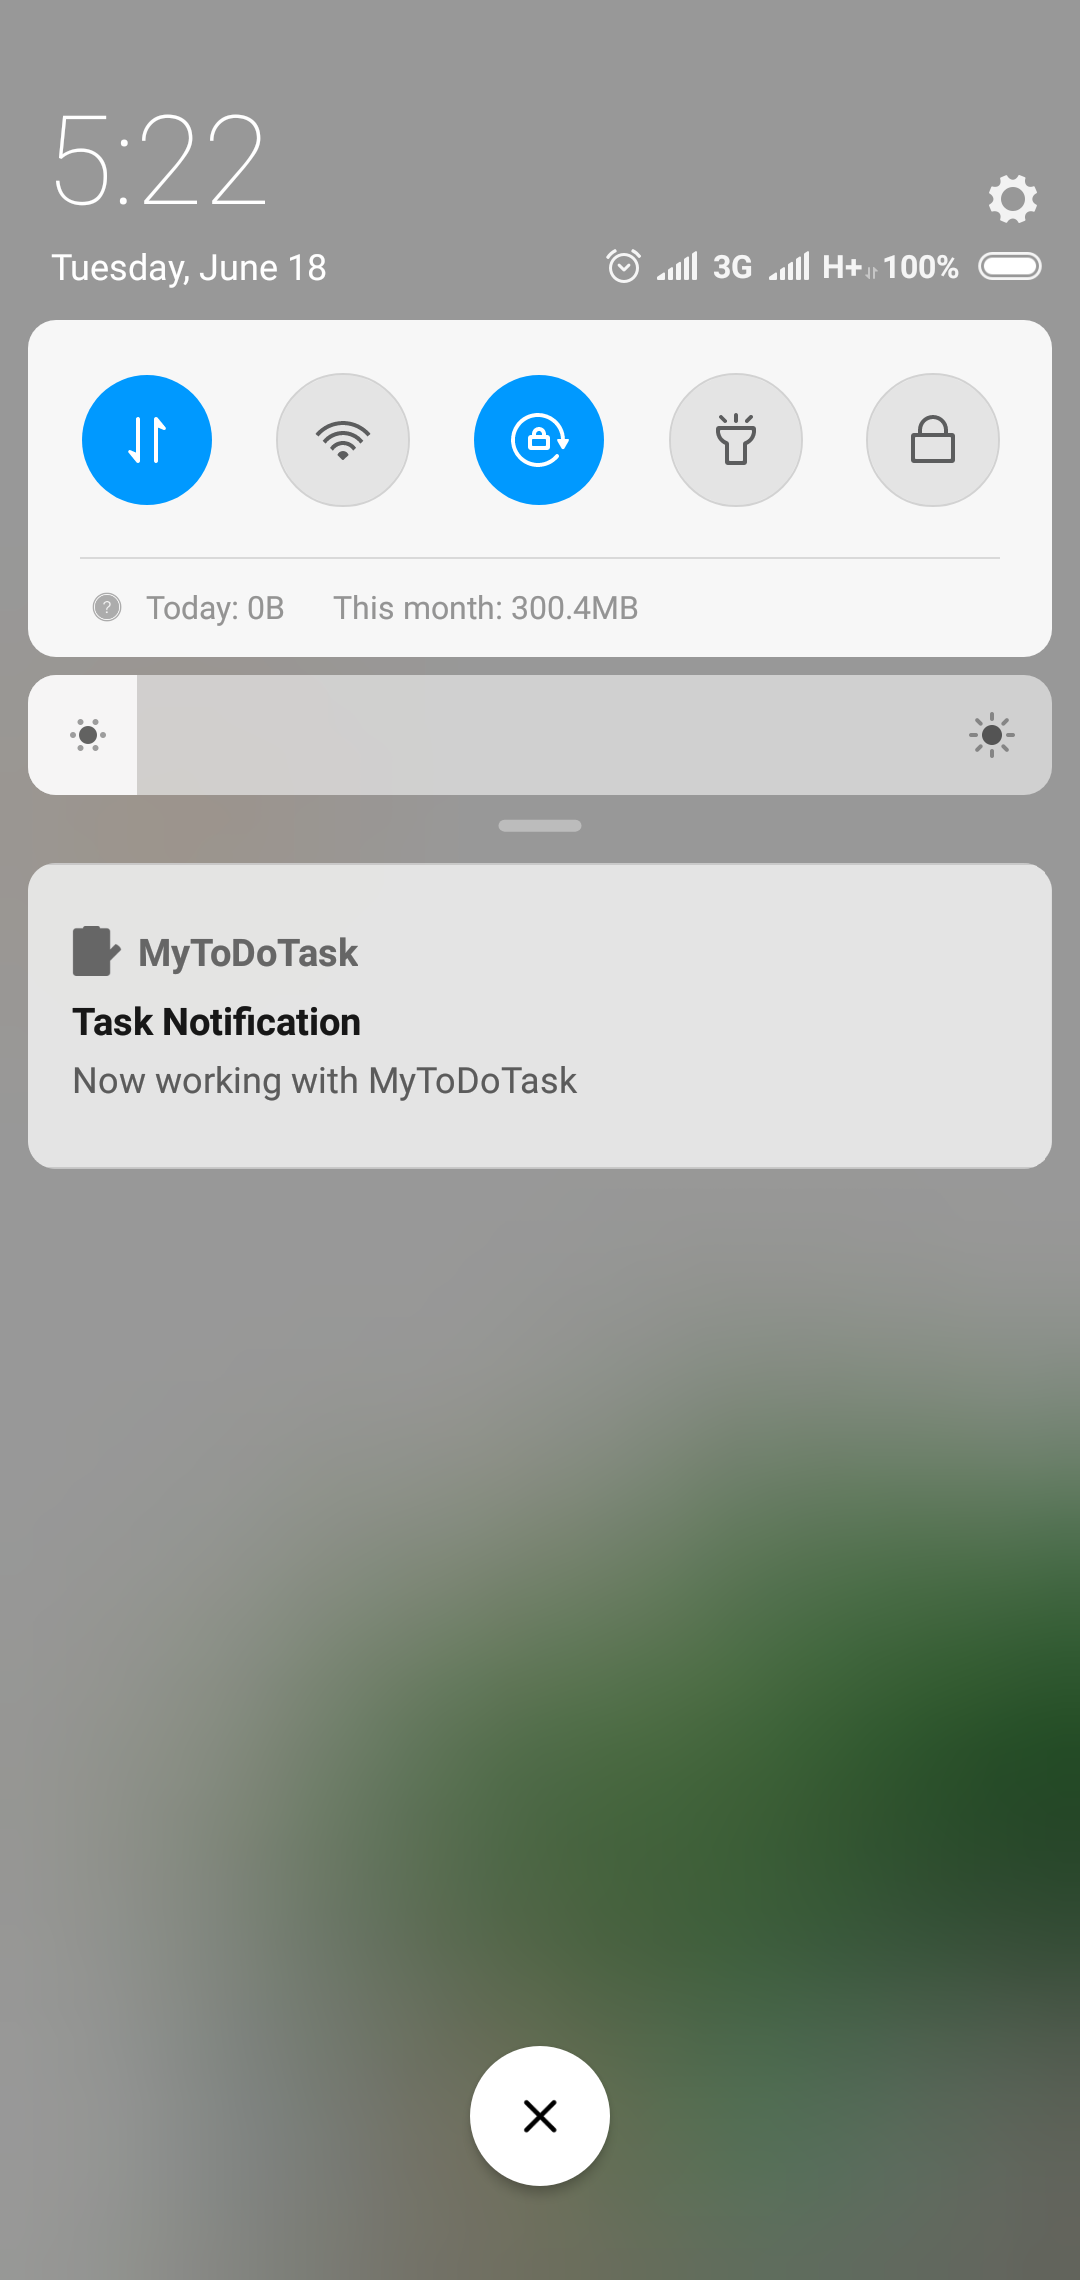 5:22
Tuesday, June 18
3G H+ 100%
? Today: 0B This month: 300.4MB
MyToDoTask
Task Notification
Now working with MyToDoTask